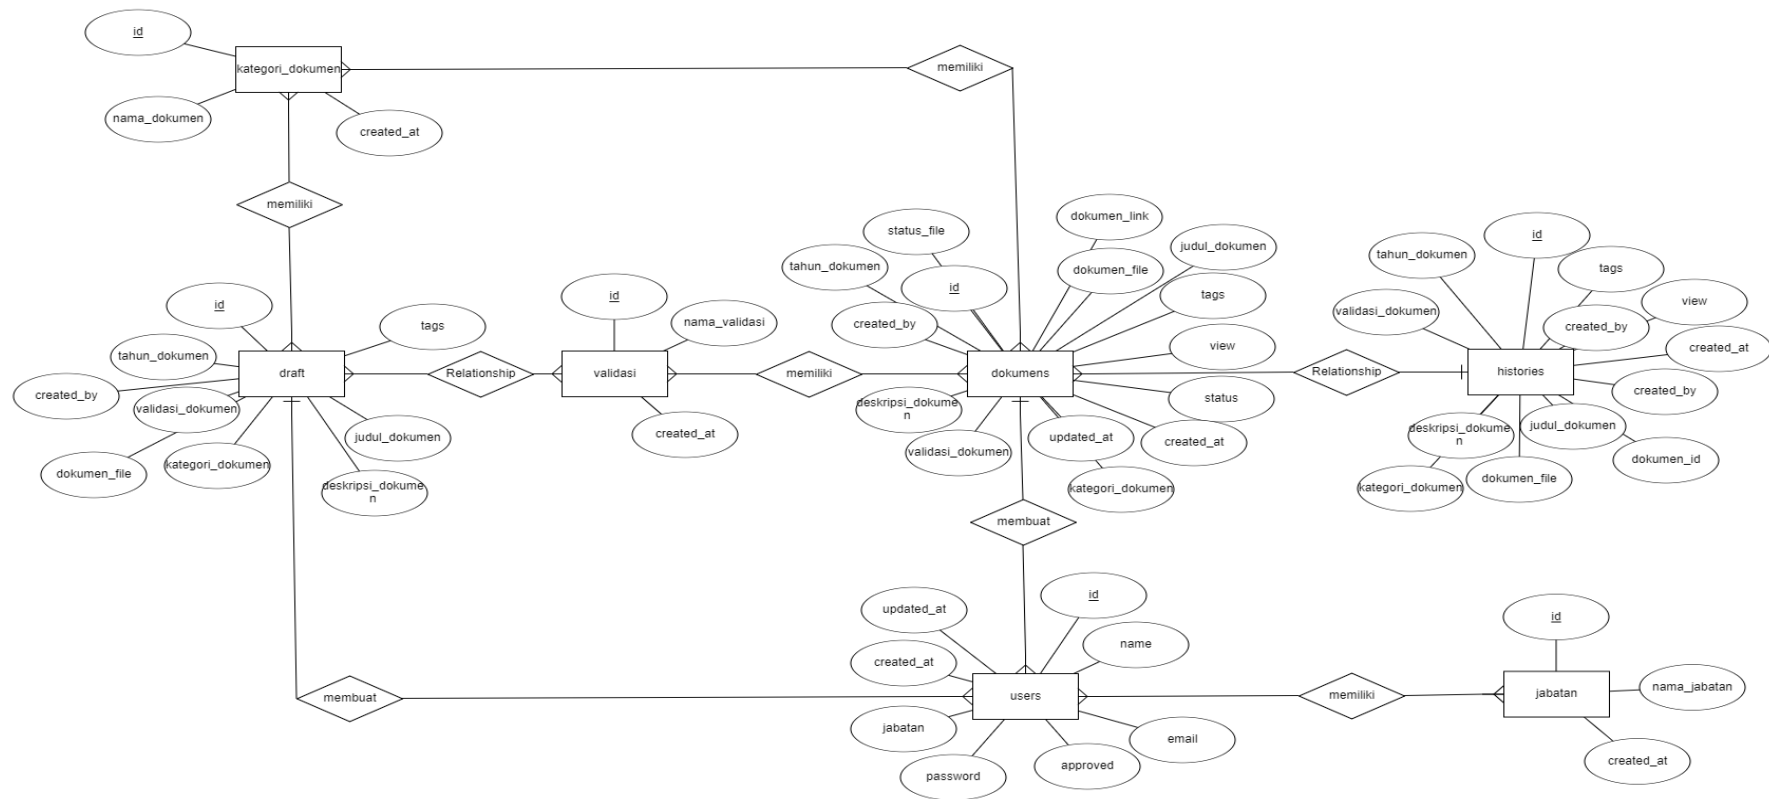 id
kategori_dokumen
memiliki
nama_dokumen
created_at
memiliki
dokumen_link
status_file
id
judul_dokumen
tahun_dokumen
tahun_dokumen
dokumen_file
tags
id
id
id
tags
view
nama_validasi
validasi_dokumen
created_by
created_by
tags
view
created_at
tahun_dokumen
draft
Relationship
validasi
memiliki
dokumens
Relationship
histories
created_by
created_by
status
validasi_dokumen
deskripsi_dokume
n
judul_dokumen
judul_dokumen
created_at
updated_at
created_at
deskripsi_dokume
n
validasi_dokumen
dokumen_id
dokumen_file
kategori_dokumen
dokumen_file
kategori_dokumen
kategori_dokumen
deskripsi_dokume
n
membuat
id
updated_at
id
name
created_at
nama_jabatan
membuat
users
memiliki
jabatan
jabatan
email
created_at
approved
password